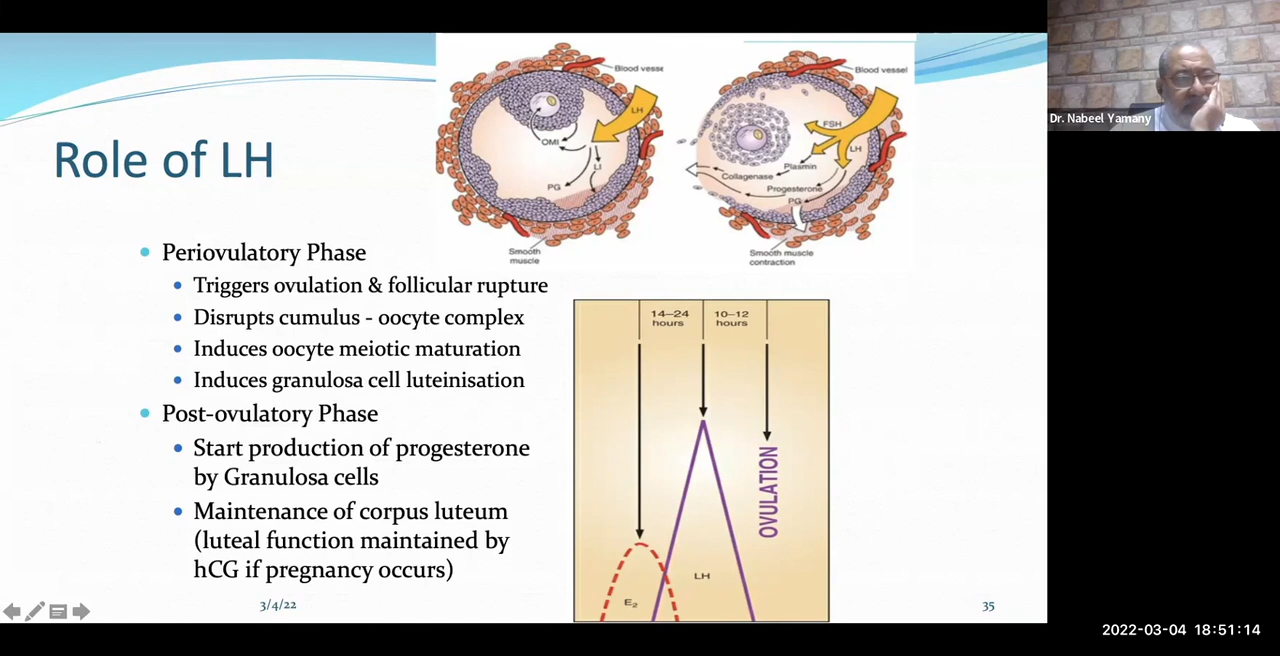 Role of LH
Blood vesse
LH
OMI
LI
PG
Smooth
muscle
Blood vessel
FSH
LH
Plasmin
Collagenase
Progesterone
PG
Smooth muscle
contraction
Dr. Nabeel Yamany
• Periovulatory Phase
• Triggers ovulation & follicular rupture
• Disrupts cumulus - oocyte complex
• Induces oocyte meiotic maturation
• Induces granulosa cell luteinisation
• Post-ovulatory Phase
• Start production of progesterone
by Granulosa cells
• Maintenance of corpus luteum
(luteal function maintained by
hCG if pregnancy occurs)
14–24
hours
10–12
hours
OVULATION
LH
E₂
3/4/22
35
2022-03-04 18:51:14